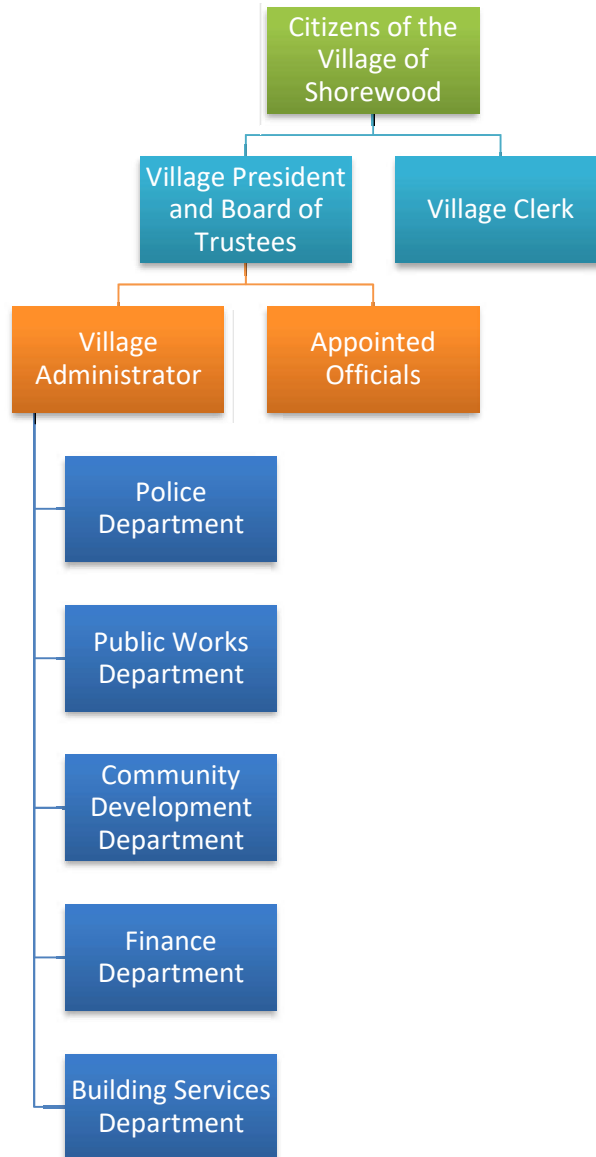 Citizens of the
Village of
Shorewood
Village President
and Board of
Trustees
Village Clerk
Village
Administrator
Appointed
Officials
Police
Department
Public Works
Department
Community
Development
Department
Finance
Department
Building Services
Department